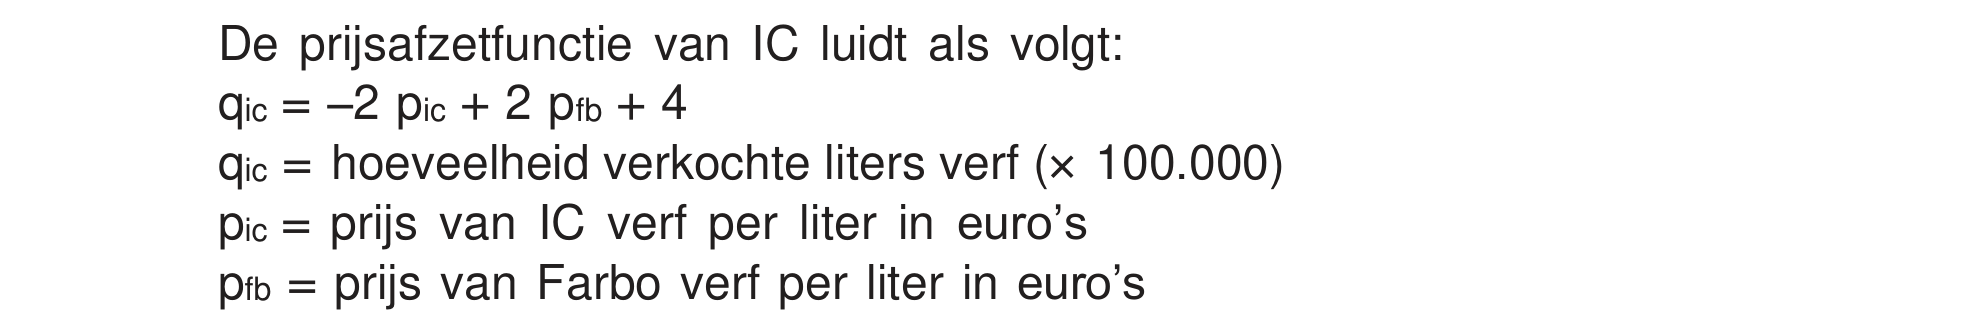 De prijsafzetfunctie van IC luidt als volgt:
qic = –2 pic + 2 pfb + 4
qic = hoeveelheid verkochte liters verf (× 100.000)
pic = prijs van IC verf per liter in euro’s
pfb = prijs van Farbo verf per liter in euro’s